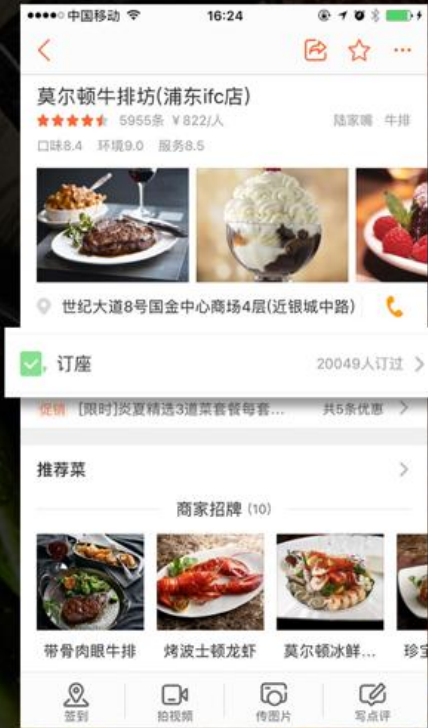 中国移动 16:24
莫尔顿牛排坊(浦东ifc店)
5955条 ¥822/人 陆家嘴 牛排
口味8.4 环境9.0 服务8.5
世纪大道8号国金中心商场4层(近银城中路)
订座 20049人订过
促销 [限时]炎夏精选3道菜套餐每套... 共5条优惠
推荐菜
商家招牌 (10)
带骨肉眼牛排 烤波士顿龙虾 莫尔顿冰鲜... 珍宝
签到 拍视频 传图片 写点评